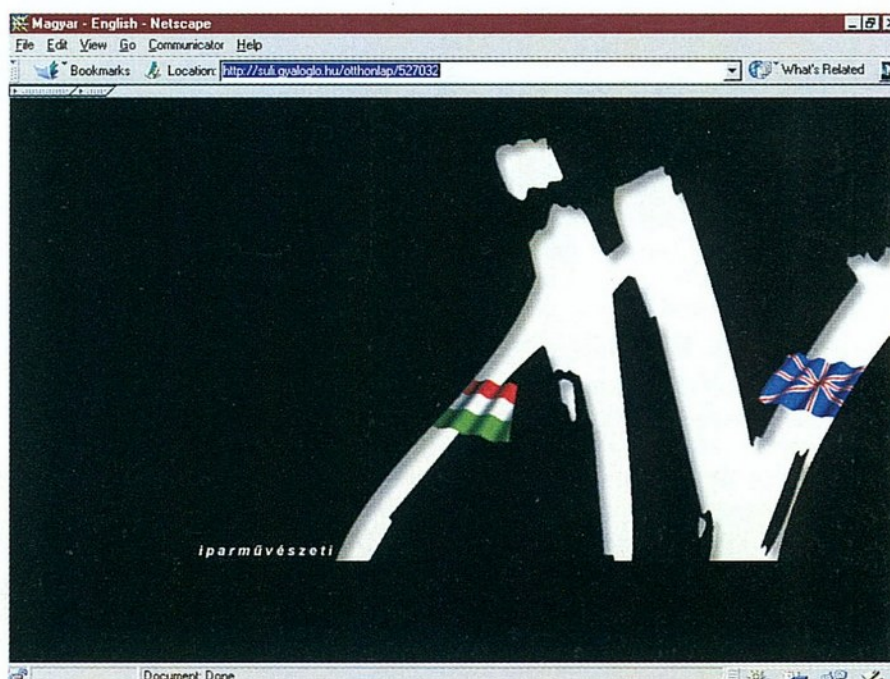 Magyar - English - Netscape
File Edit View Go Communicator Help
Bookmarks Location: http://suli.gyaloglo.hu/otthonlap/527032 What's Related
iparművészeti
Document: Done